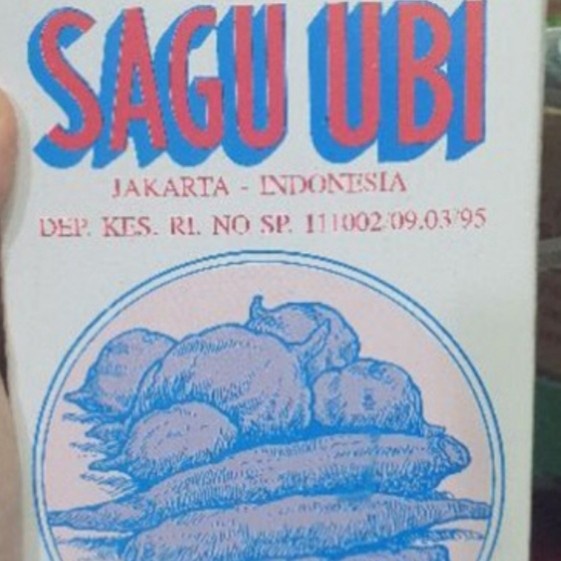 SAGU UBI
JAKARTA - INDONESIA
DEP. KES. RI. NO SP. 111002/09.03/95